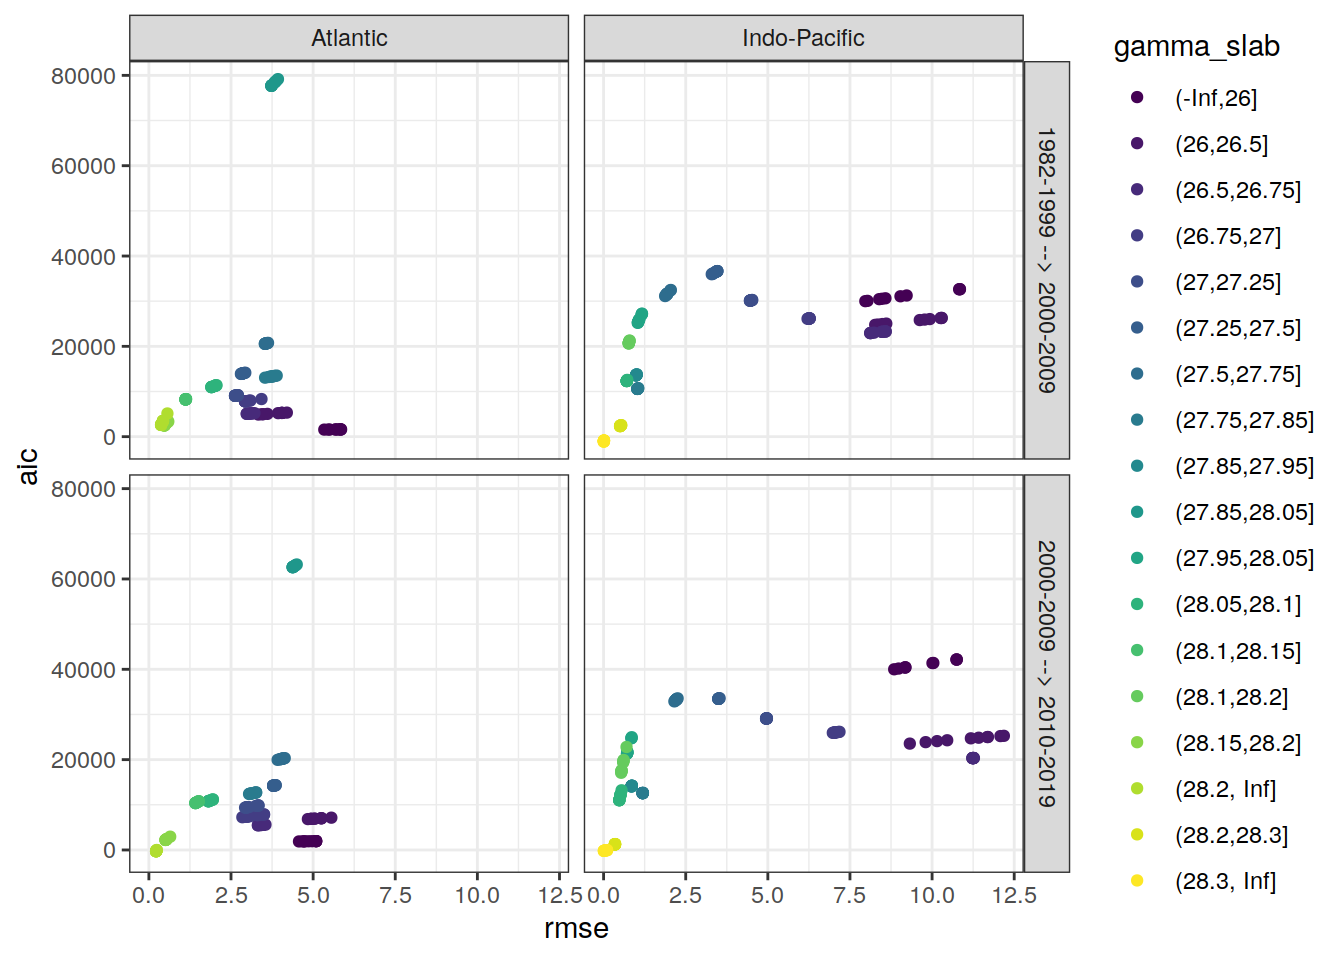 Atlantic
Indo-Pacific
80000
60000
40000
20000
0
1982-1999 --> 2000-2009
80000
60000
40000
20000
0
2000-2009 --> 2010-2019
0.0 2.5 5.0 7.5 10.0 12.5
0.0 2.5 5.0 7.5 10.0 12.5
aic
rmse
gamma_slab
(-Inf,26]
(26,26.5]
(26.5,26.75]
(26.75,27]
(27,27.25]
(27.25,27.5]
(27.5,27.75]
(27.75,27.85]
(27.85,27.95]
(27.85,28.05]
(27.95,28.05]
(28.05,28.1]
(28.1,28.15]
(28.1,28.2]
(28.15,28.2]
(28.2, Inf]
(28.2,28.3]
(28.3, Inf]